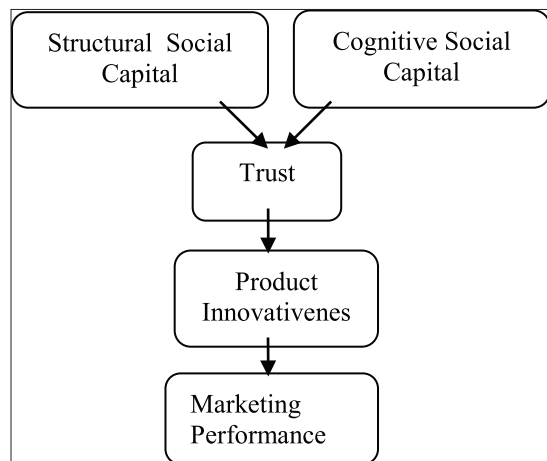 Structural Social
Capital
Cognitive Social
Capital
Trust
Product
Innovativenes
Marketing
Performance